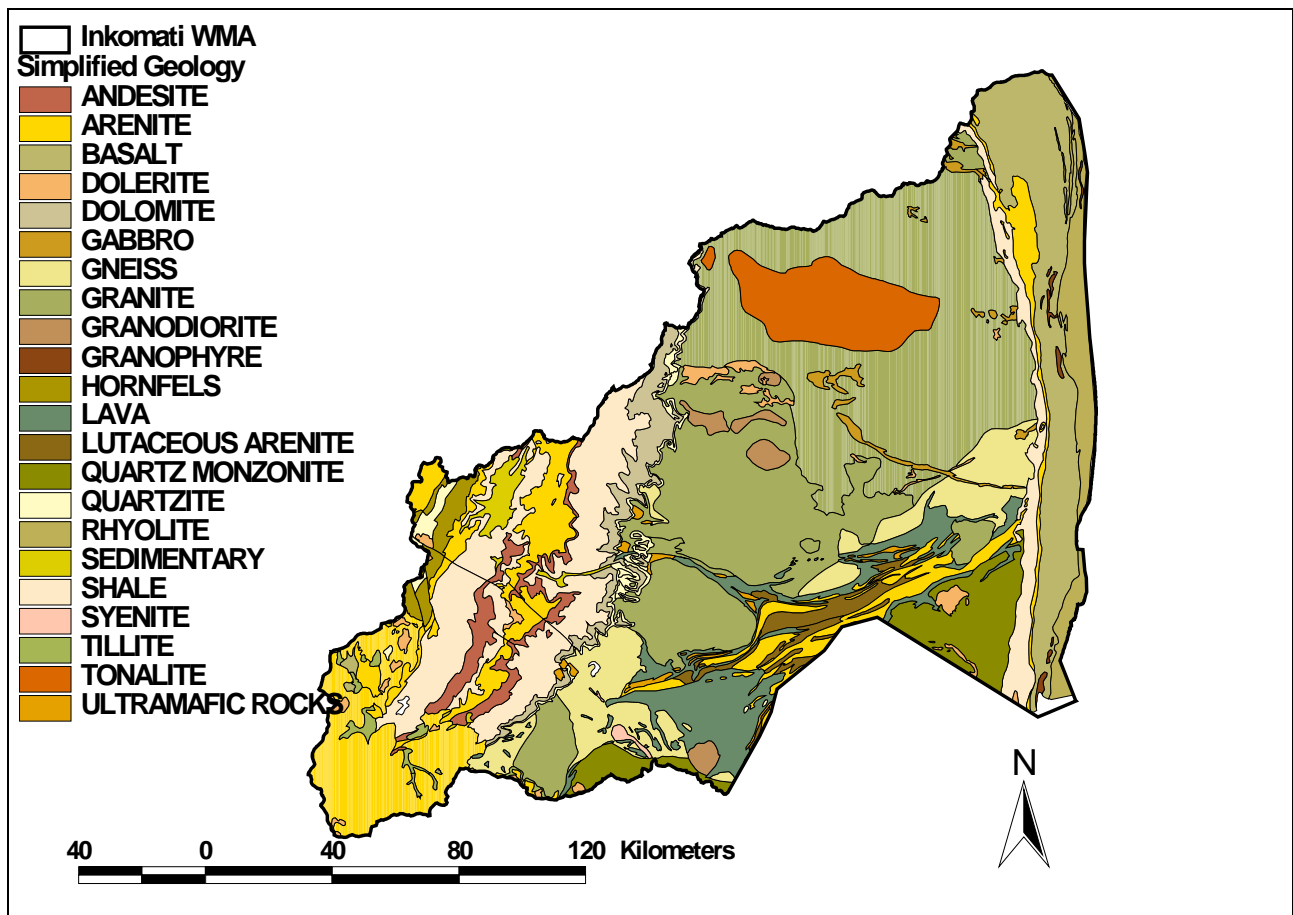 Inkomati WMA
Simplified Geology
ANDESITE
ARENITE
BASALT
DOLERITE
DOLOMITE
GABBRO
GNEISS
GRANITE
GRANODIORITE
GRANOPHYRE
HORNFELS
LAVA
LUTACEOUS ARENITE
QUARTZ MONZONITE
QUARTZITE
RHYOLITE
SEDIMENTARY
SHALE
SYENITE
TILLITE
TONALITE
ULTRAMAFIC ROCKS
N
40 0 40 80 120 Kilometers